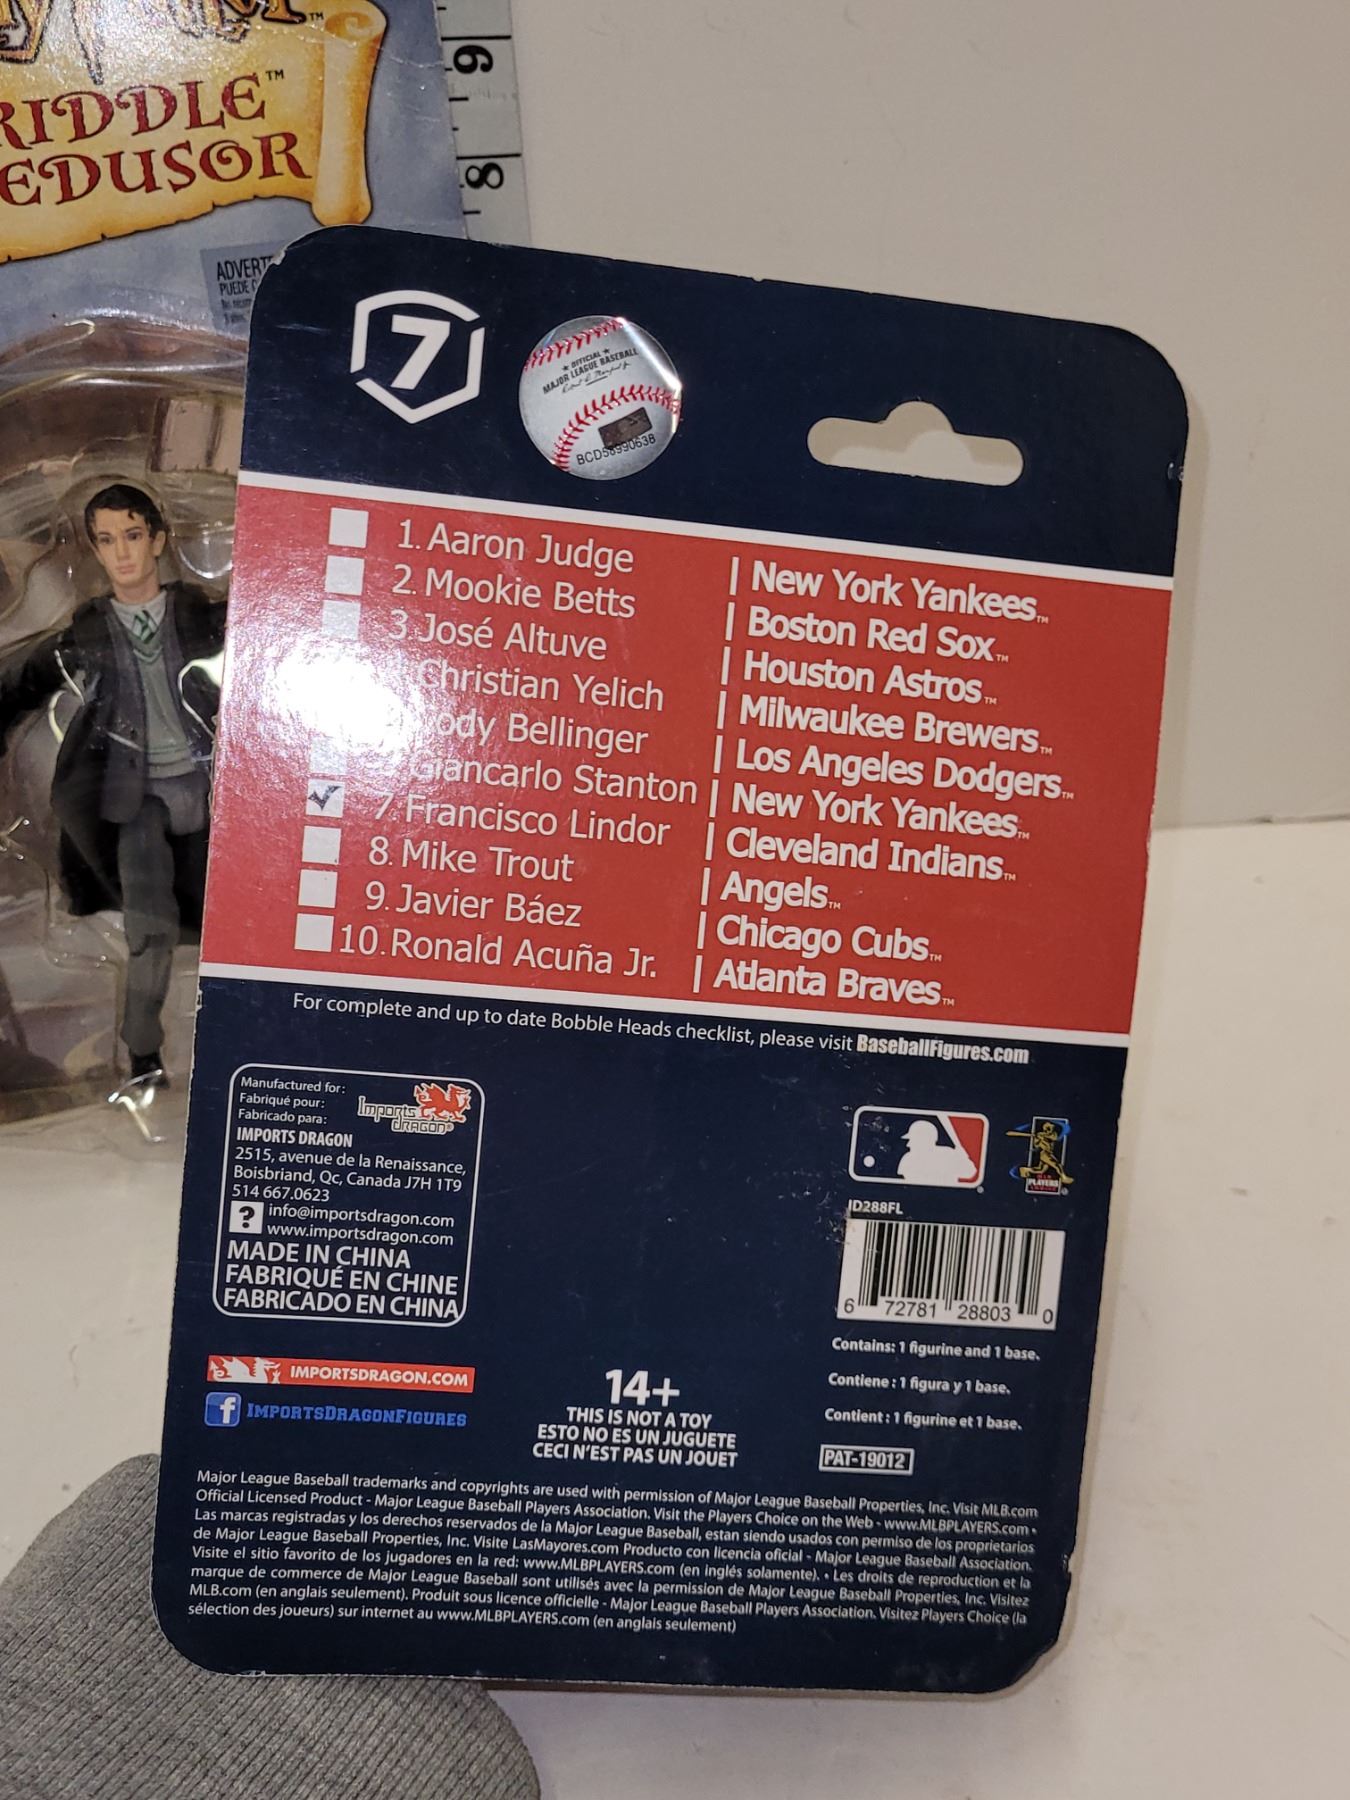 RIDDLE™
EDUSOR
ADVERT
PUEDE
9
8
7
★ OFFICIAL ★
MAJOR LEAGUE BASEBALL
1. Aaron Judge | New York Yankees™
2. Mookie Betts | Boston Red Sox™
3 José Altuve | Houston Astros™
Christian Yelich | Milwaukee Brewers™
ody Bellinger | Los Angeles Dodgers™
Giancarlo Stanton | New York Yankees™
7. Francisco Lindor | Cleveland Indians™
8. Mike Trout | Angels™
9. Javier Báez | Chicago Cubs™
10. Ronald Acuña Jr. | Atlanta Braves™
For complete and up to date Bobble Heads checklist, please visit BaseballFigures.com
Manufactured for:
Fabriqué pour:
Fabricado para:
Imports DRAGON®
IMPORTS DRAGON
2515, avenue de la Renaissance,
Boisbriand, Qc, Canada J7H 1T9
514 667.0623
? info@importsdragon.com
www.importsdragon.com
MADE IN CHINA
FABRIQUÉ EN CHINE
FABRICADO EN CHINA
PLAYERS
ID288FL
6 72781 28803 0
Contains: 1 figurine and 1 base.
Contiene : 1 figura y 1 base.
Contient : 1 figurine et 1 base.
PAT-19012
IMPORTSDRAGON.COM
f IMPORTSDRAGONFIGURES
14+
THIS IS NOT A TOY
ESTO NO ES UN JUGUETE
CECI N'EST PAS UN JOUET
Major League Baseball trademarks and copyrights are used with permission of Major League Baseball Properties, Inc. Visit MLB.com
Official Licensed Product - Major League Baseball Players Association. Visit the Players Choice on the Web - www.MLBPLAYERS.com •
Las marcas registradas y los derechos reservados de la Major League Baseball, estan siendo usados con permiso de los proprietarios
de Major League Baseball Properties, Inc. Visite LasMayores.com Producto con licencia oficial - Major League Baseball Association.
Visite el sitio favorito de los jugadores en la red: www.MLBPLAYERS.com (en inglés solamente). • Les droits de reproduction et la
marque de commerce de Major League Baseball sont utilisés avec la permission de Major League Baseball Properties, Inc. Visitez
MLB.com (en anglais seulement). Produit sous licence officielle - Major League Baseball Players Association. Visitez Players Choice (la
sélection des joueurs) sur internet au www.MLBPLAYERS.com (en anglais seulement)